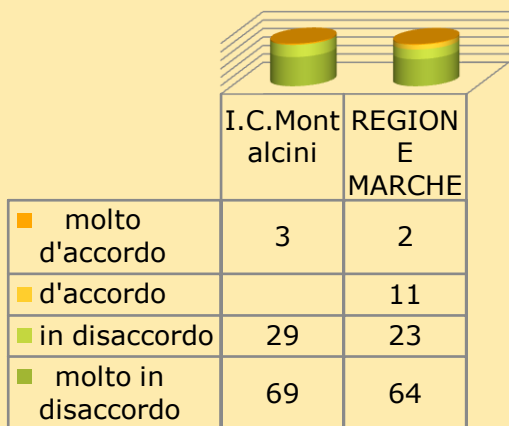 I.C.Mont REGION
alcini E
MARCHE
molto
d'accordo 3 2
d'accordo 11
in disaccordo 29 23
molto in
disaccordo 69 64